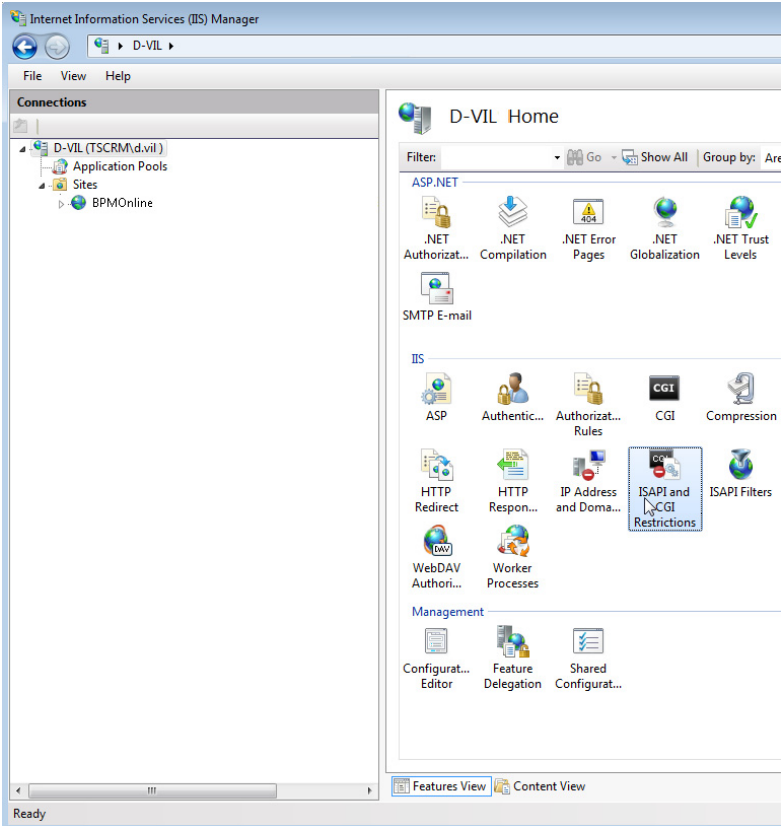 Internet Information Services (IIS) Manager
D-VIL
File View Help
Connections
D-VIL (TSCRM\d.vil )
Application Pools
Sites
BPMOnline
D-VIL Home
Filter: Go Show All Group by: Are
ASP.NET
.NET Authorizat...
.NET Compilation
404
.NET Error Pages
.NET Globalization
.NET Trust Levels
SMTP E-mail
IIS
ASP
Authentic...
Authorizat... Rules
CGI
CGI
Compression
HTTP Redirect
HTTP Respon...
IP Address and Doma...
ISAPI and CGI Restrictions
ISAPI Filters
DAV
WebDAV Authori...
Worker Processes
Management
Configurat... Editor
Feature Delegation
Shared Configurat...
Features View Content View
Ready